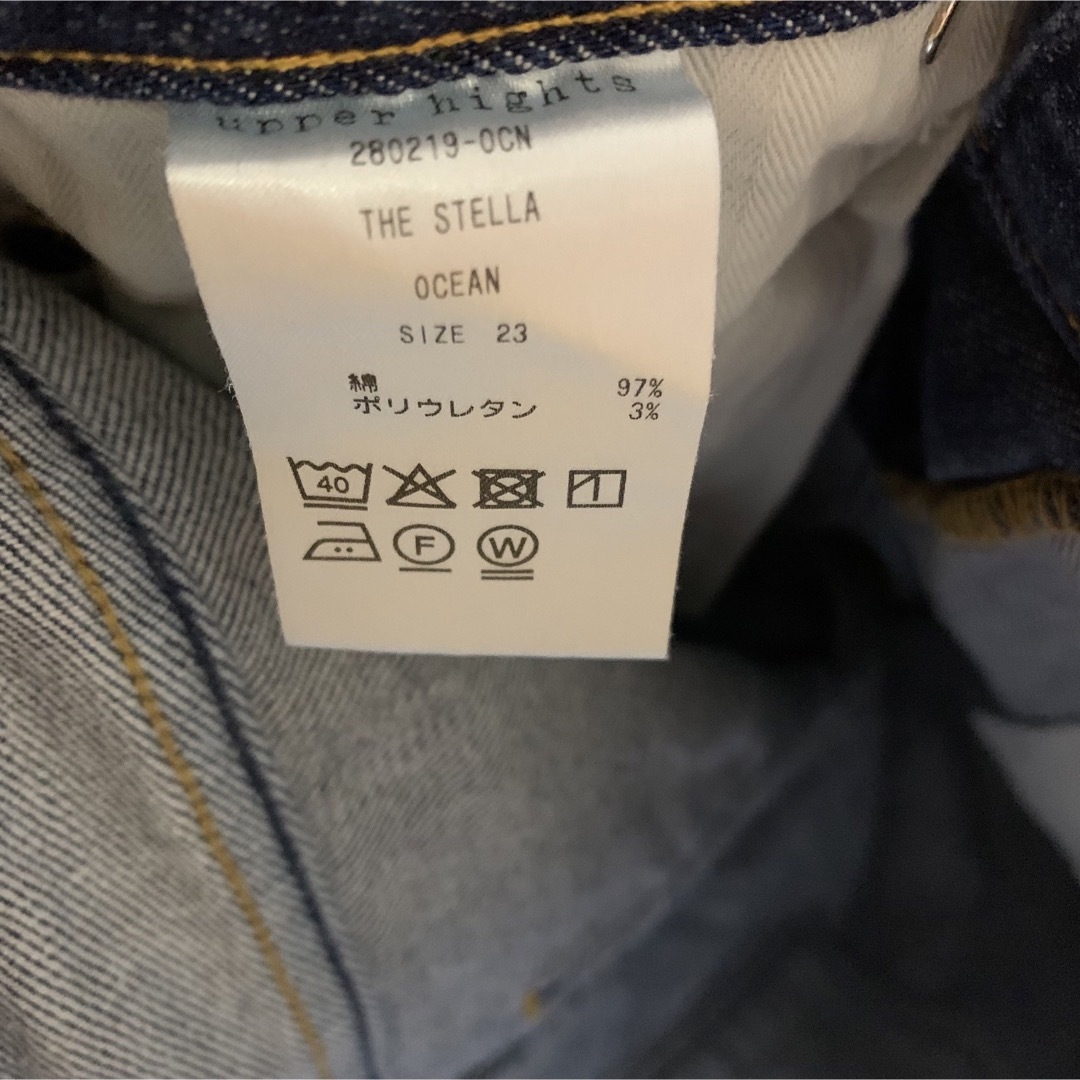 upper hights
280219-OCN
THE STELLA
OCEAN
SIZE 23
綿 97%
ポリウレタン 3%
40
F W